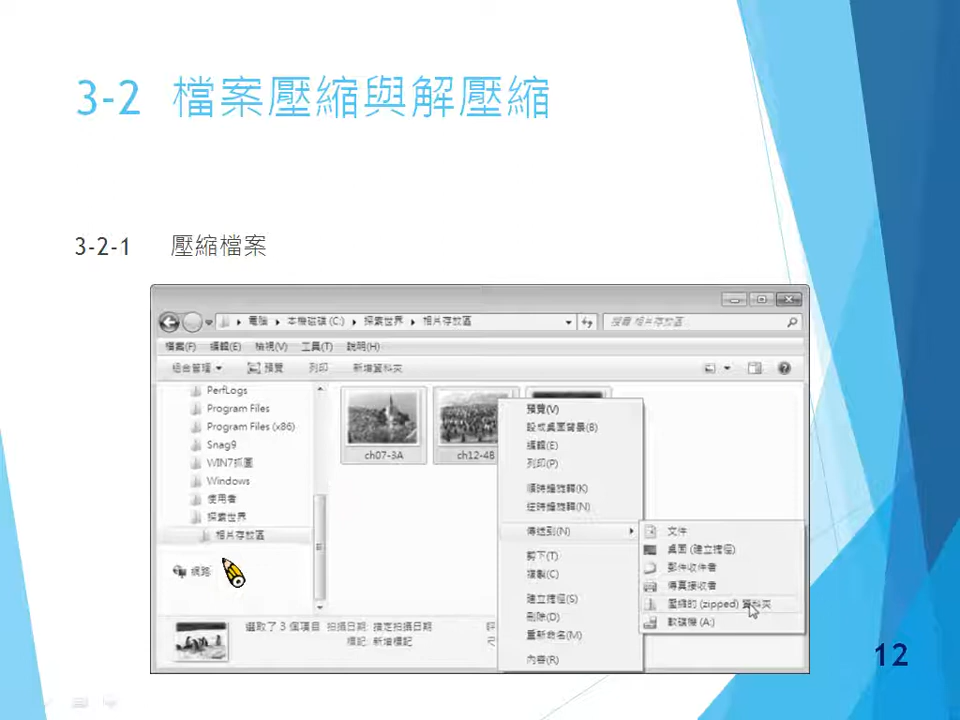 3-2 檔案壓縮與解壓縮
3-2-1 壓縮檔案
電腦 本機磁碟 (C:) 探索世界 相片存放區
搜尋 相片存放區
檔案(F) 編輯(E) 檢視(V) 工具(T) 說明(H)
組合管理 預覽 列印 新增資料夾
PerfLogs
Program Files
Program Files (x86)
Snag9
WIN7抓圖
Windows
使用者
探索世界
相片存放區
網路
ch07-3A
ch12-4B
預覽(V)
設成桌面背景(B)
編輯(E)
列印(P)
順時鐘旋轉(K)
逆時鐘旋轉(N)
傳送到(N)
剪下(T)
複製(C)
建立捷徑(S)
刪除(D)
重新命名(M)
內容(R)
文件
桌面 (建立捷徑)
郵件收件者
傳真接收者
壓縮的 (zipped) 資料夾
軟碟機 (A:)
選取了 3 個項目 拍攝日期: 指定拍攝日期
標記: 新增標記
12